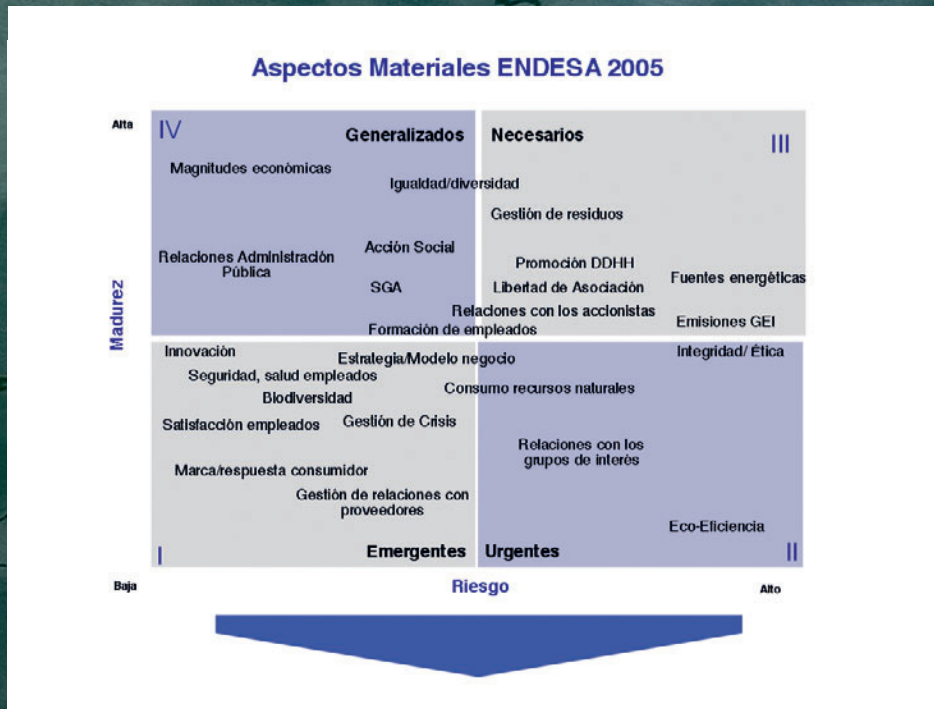 Aspectos Materiales ENDESA 2005
Alta
IV
Generalizados
Necesarios
III
Magnitudes económicas
Igualdad/diversidad
Gestión de residuos
Acción Social
Relaciones Administración
Pública
Promoción DDHH
Fuentes energéticas
SGA
Libertad de Asociación
Relaciones con los accionistas
Emisiones GEI
Formación de empleados
Madurez
Innovación
Estrategia/Modelo negocio
Integridad/ Ética
Seguridad, salud empleados
Consumo recursos naturales
Biodiversidad
Satisfacción empleados
Gestión de Crisis
Relaciones con los
grupos de interés
Marca/respuesta consumidor
Gestión de relaciones con
proveedores
Eco-Eficiencia
I
Emergentes
Urgentes
II
Baja
Riesgo
Alto